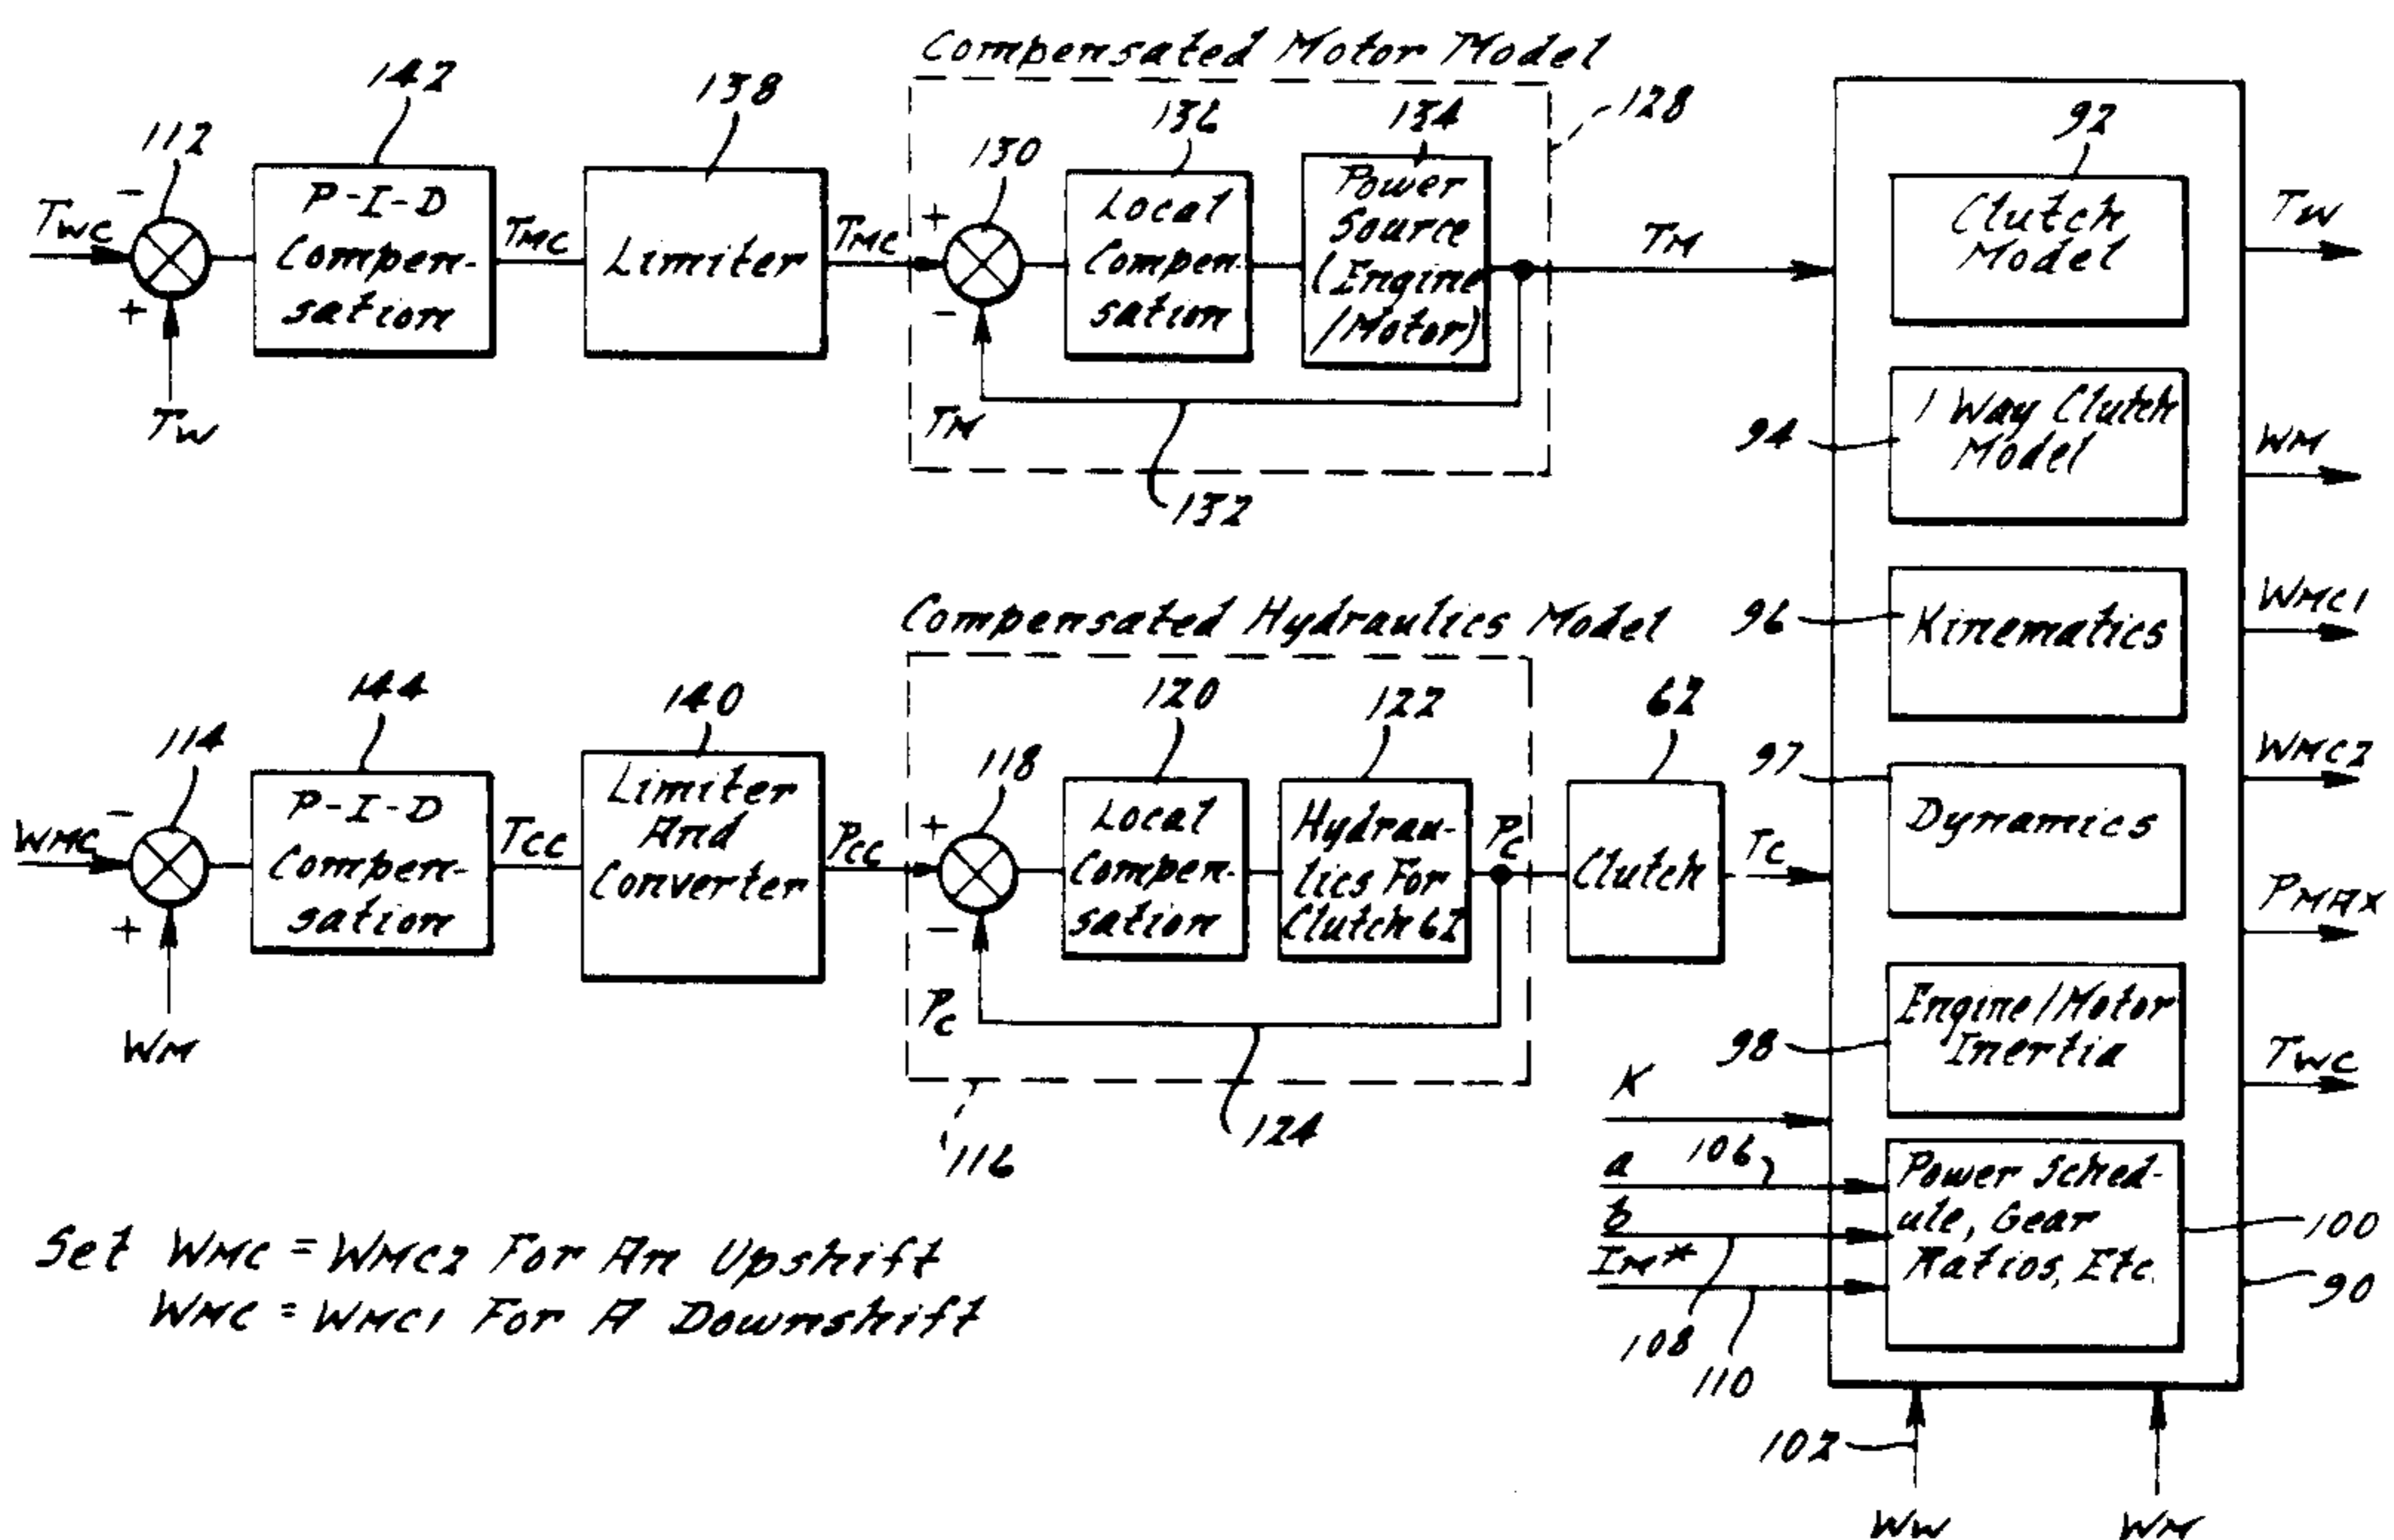 Compensated Motor Model
142
138
112
136
134
128
130
92
-
P-I-D
Compen-
sation
Limiter
+
Local
Compen-
sation
Power
Source
(Engine
/Motor)
Clutch
Model
TWC
TMC
TMC
TM
TW
+
-
TW
TM
132
94
1 Way Clutch
Model
WM
Compensated Hydraulics Model
96
Kinematics
WMC1
144
140
120
122
62
114
118
97
WMC2
-
P-I-D
Compen-
sation
Limiter
And
Converter
+
Local
Compen-
sation
Hydrau-
lics For
Clutch 62
Clutch
Dynamics
WMC
TCC
PCC
PC
TC
+
-
PMAX
WM
PC
98
Engine/Motor
Inertia
TWC
K
124
116
a
106
b
IM*
108
110
Power Sched-
ule, Gear
Ratios, Etc.
100
90
Set WMC = WMC2 For An Upshift
WMC = WMC1 For A Downshift
102
WW
WM